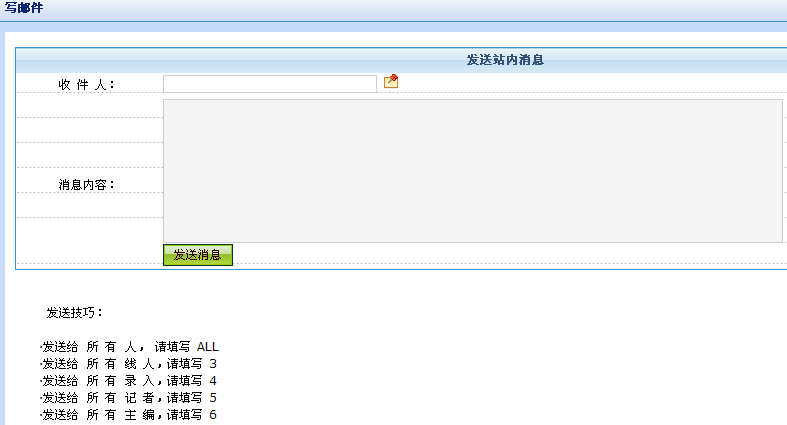 写邮件
发送站内消息
收 件 人：
消息内容：
发送消息
发送技巧：
·发送给 所 有 人， 请填写 ALL
·发送给 所 有 线 人，请填写 3
·发送给 所 有 录 入，请填写 4
·发送给 所 有 记 者，请填写 5
·发送给 所 有 主 编，请填写 6